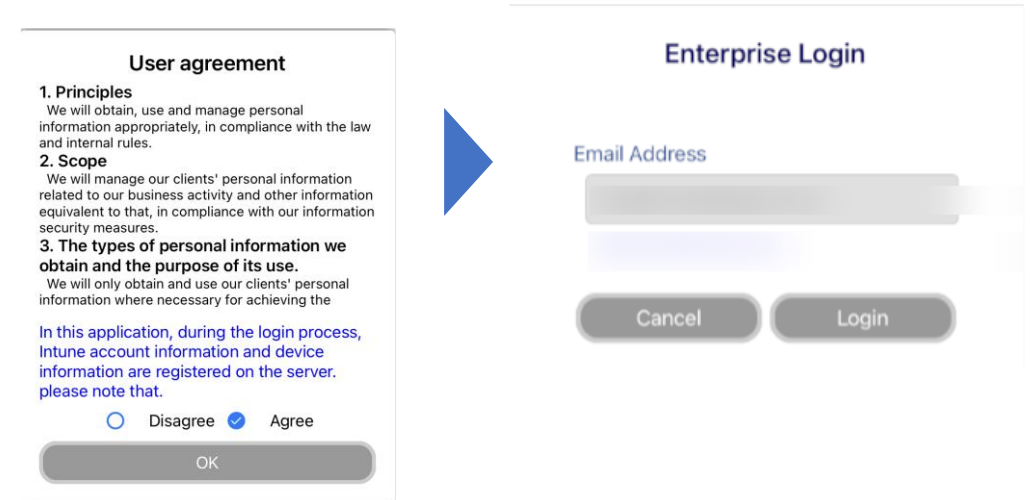 User agreement
1. Principles
We will obtain, use and manage personal
information appropriately, in compliance with the law
and internal rules.
2. Scope
We will manage our clients' personal information
related to our business activity and other information
equivalent to that, in compliance with our information
security measures.
3. The types of personal information we
obtain and the purpose of its use.
We will only obtain and use our clients' personal
information where necessary for achieving the
In this application, during the login process,
Intune account information and device
information are registered on the server.
please note that.
Disagree Agree
OK
Enterprise Login
Email Address
Cancel Login